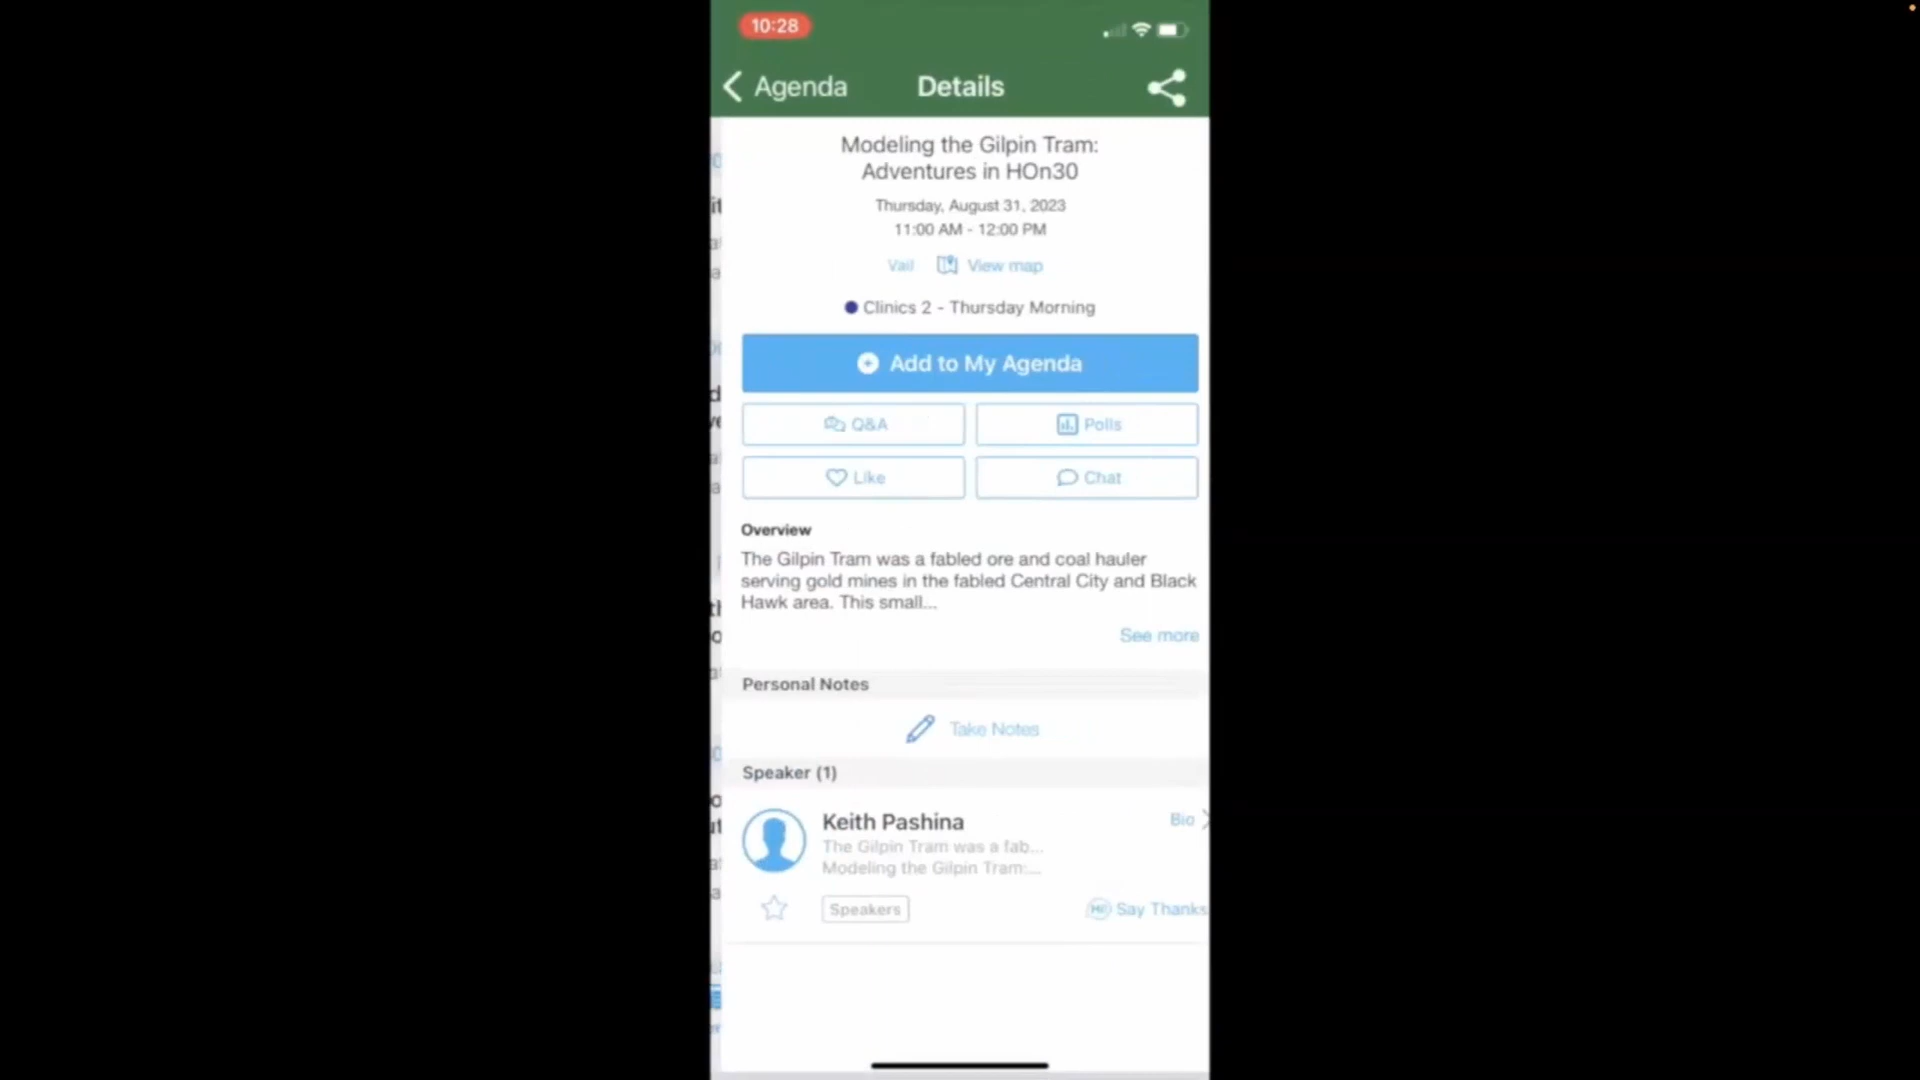 10:28
Agenda
Details
Modeling the Gilpin Tram:
Adventures in HOn30
Thursday, August 31, 2023
11:00 AM - 12:00 PM
Vail
View map
Clinics 2 - Thursday Morning
Add to My Agenda
Q&A
Polls
Like
Chat
Overview
The Gilpin Tram was a fabled ore and coal hauler
serving gold mines in the fabled Central City and Black
Hawk area. This small...
See more
Personal Notes
Take Notes
Speaker (1)
Keith Pashina
Bio
The Gilpin Tram was a fab...
Modeling the Gilpin Tram:...
Speakers
Say Thanks